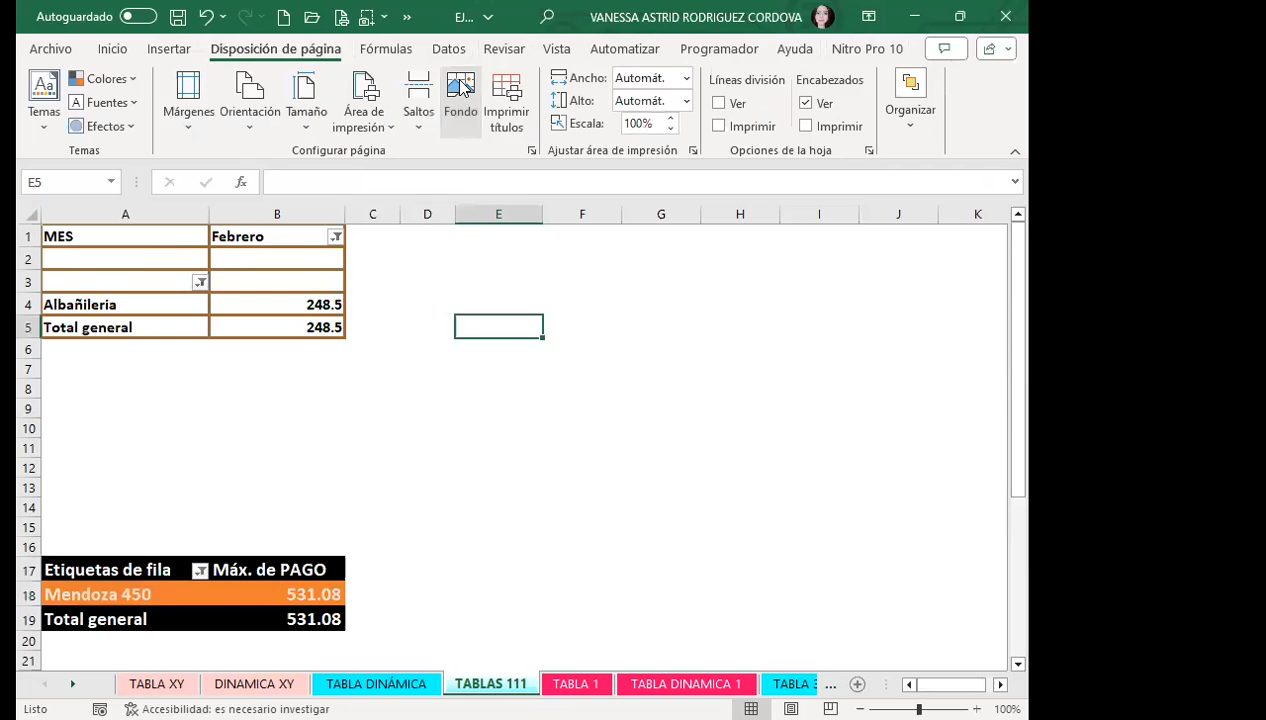 Autoguardado EJ... VANESSA ASTRID RODRIGUEZ CORDOVA
Archivo Inicio Insertar Disposición de página Fórmulas Datos Revisar Vista Automatizar Programador Ayuda Nitro Pro 10
Temas Colores Fuentes Efectos
Temas
Márgenes Orientación Tamaño Área de impresión Saltos Fondo Imprimir títulos
Configurar página
Ancho: Automát.
Alto: Automát.
Escala: 100%
Ajustar área de impresión
Líneas división Encabezados
Ver Ver
Imprimir Imprimir
Opciones de la hoja
Organizar
E5 fx
A B C D E F G H I J K
1 MES Febrero
2
3
4 Albañileria 248.5
5 Total general 248.5
6
7
8
9
10
11
12
13
14
15
16
17 Etiquetas de fila Máx. de PAGO
18 Mendoza 450 531.08
19 Total general 531.08
20
21
TABLA XY DINAMICA XY TABLA DINÁMICA TABLAS 111 TABLA 1 TABLA DINAMICA 1 TABLA 3 ...
Listo Accesibilidad: es necesario investigar 100%